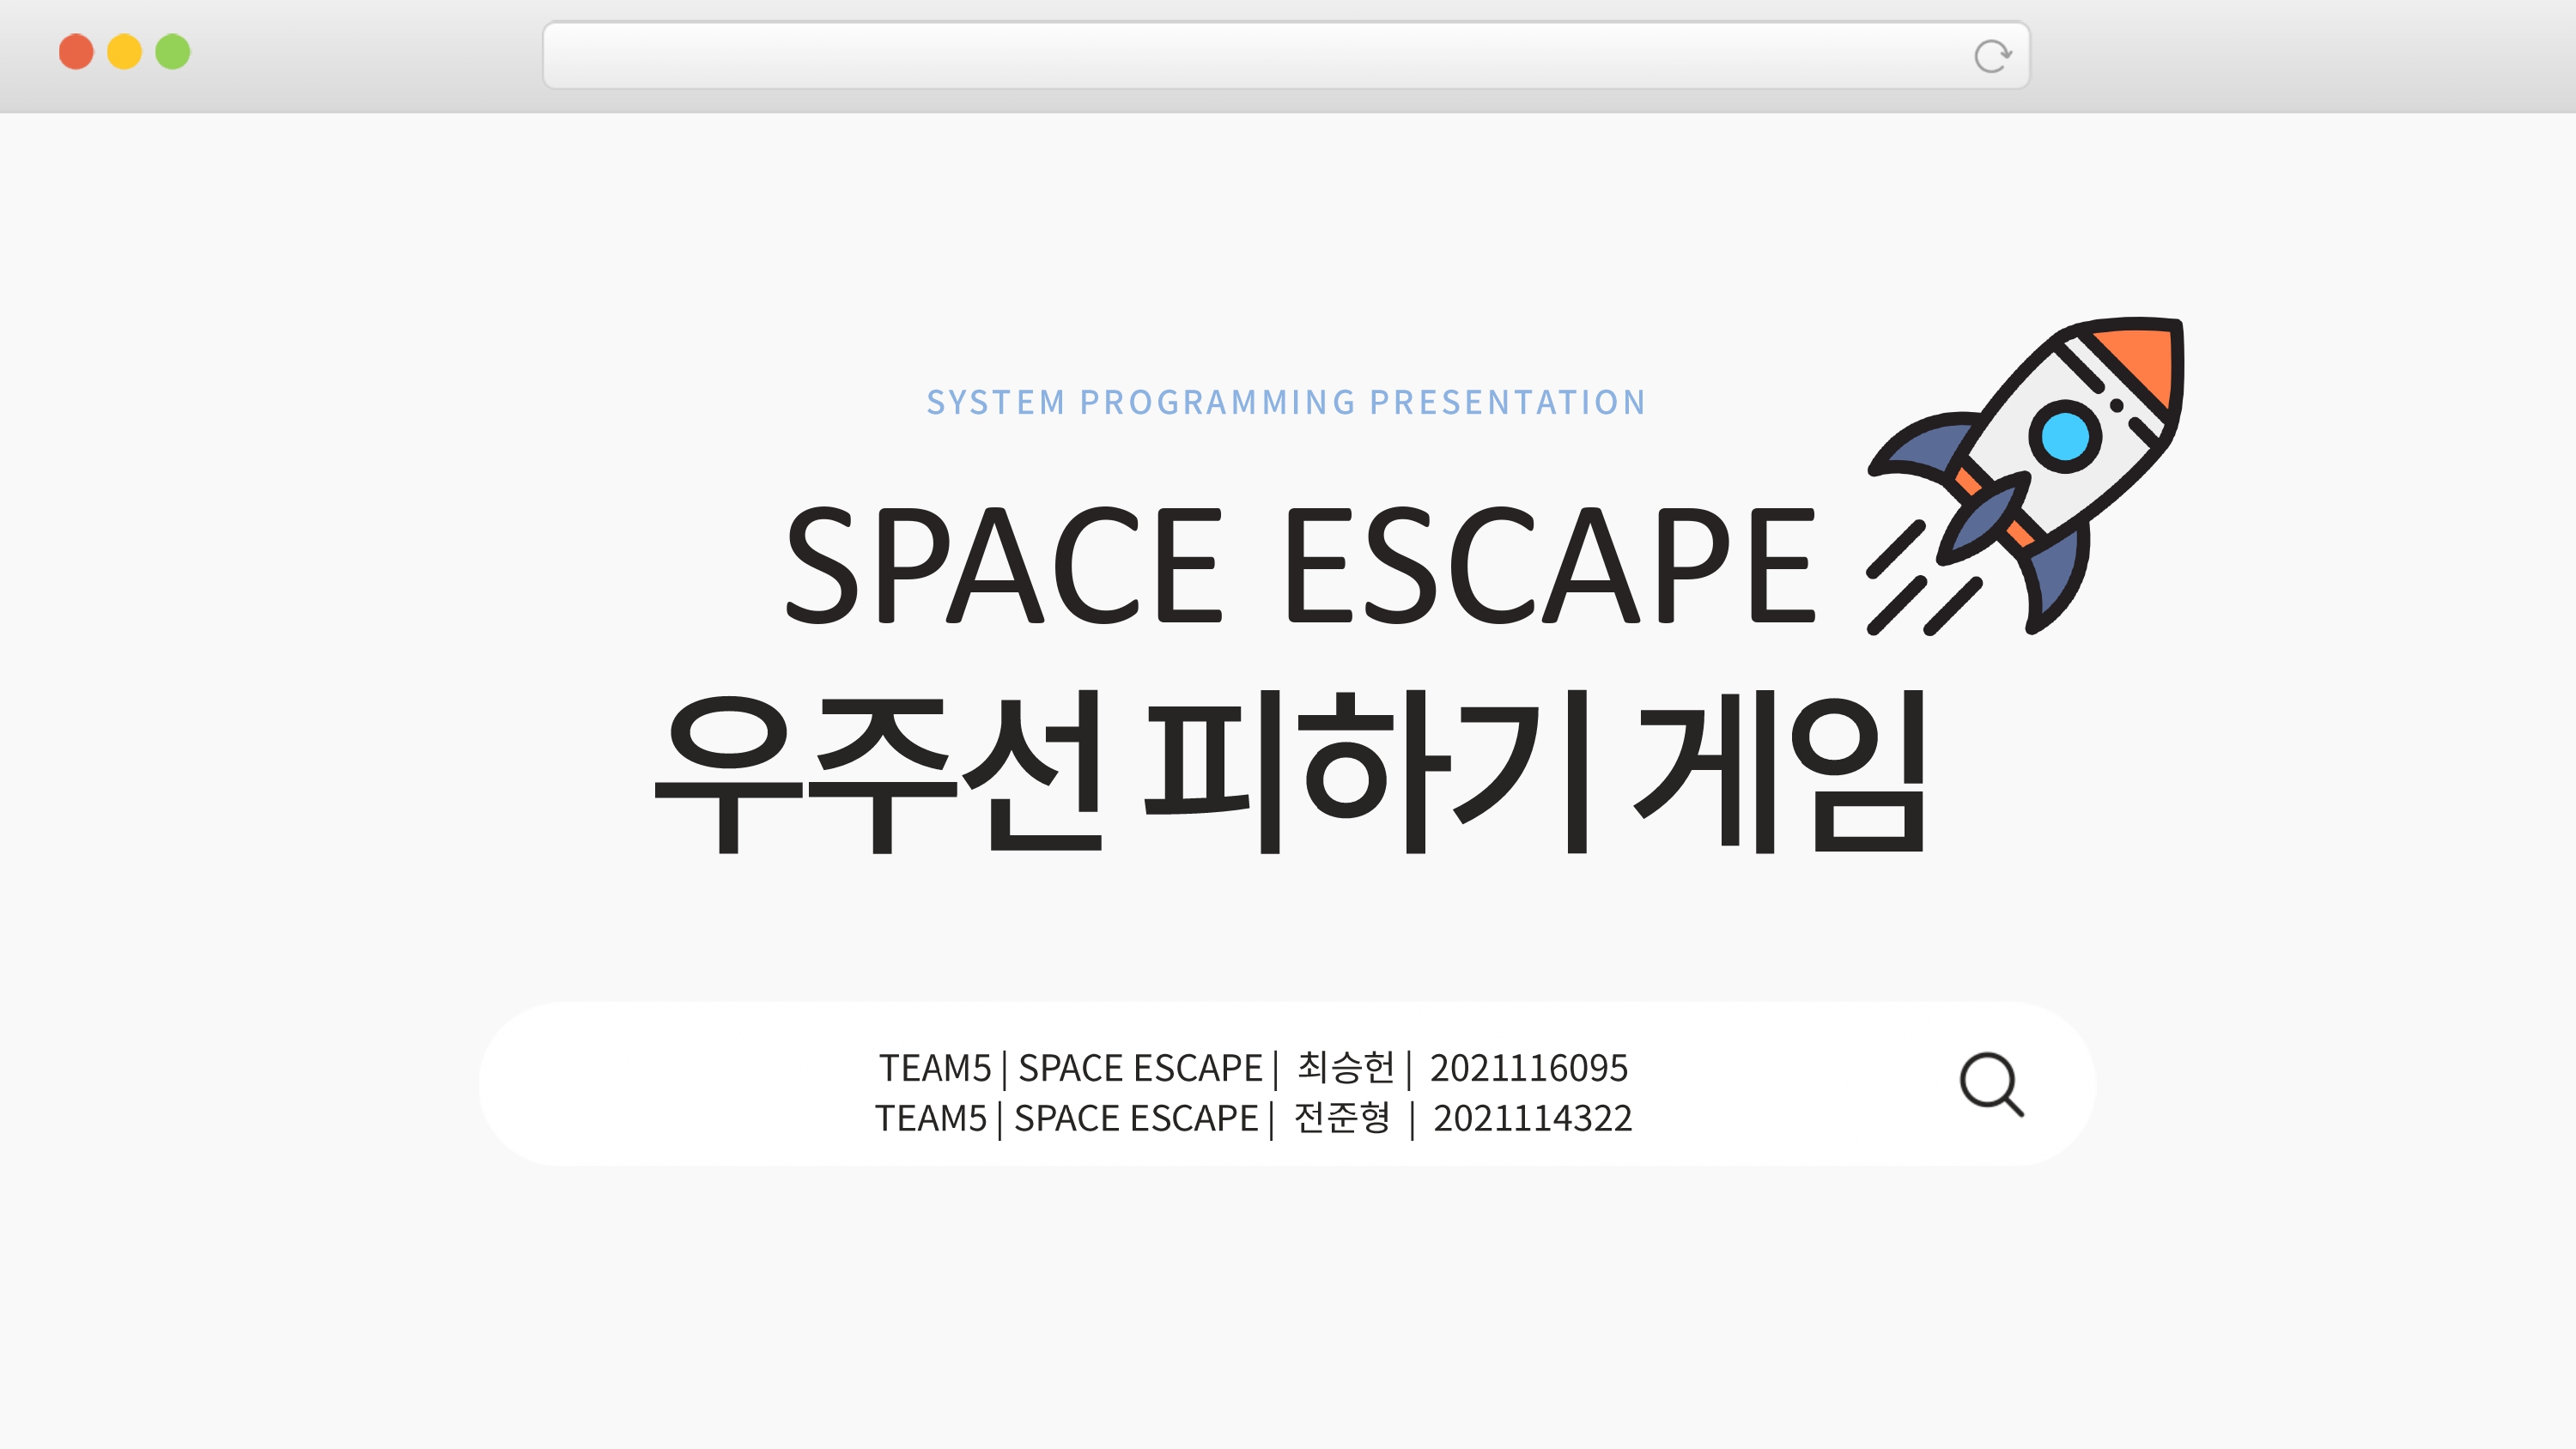 SYSTEM PROGRAMMING PRESENTATION
SPACE ESCAPE
우주선 피하기 게임
TEAM5 | SPACE ESCAPE | 최승헌 | 2021116095
TEAM5 | SPACE ESCAPE | 전준형 | 2021114322